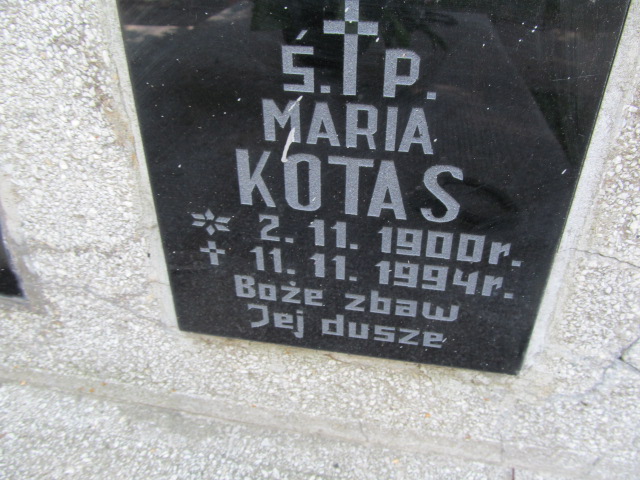 Ś.P.
MARIA
KOTAS
2. 11. 1900r.
11. 11. 1994r.
Boże zbaw
Jej dusze